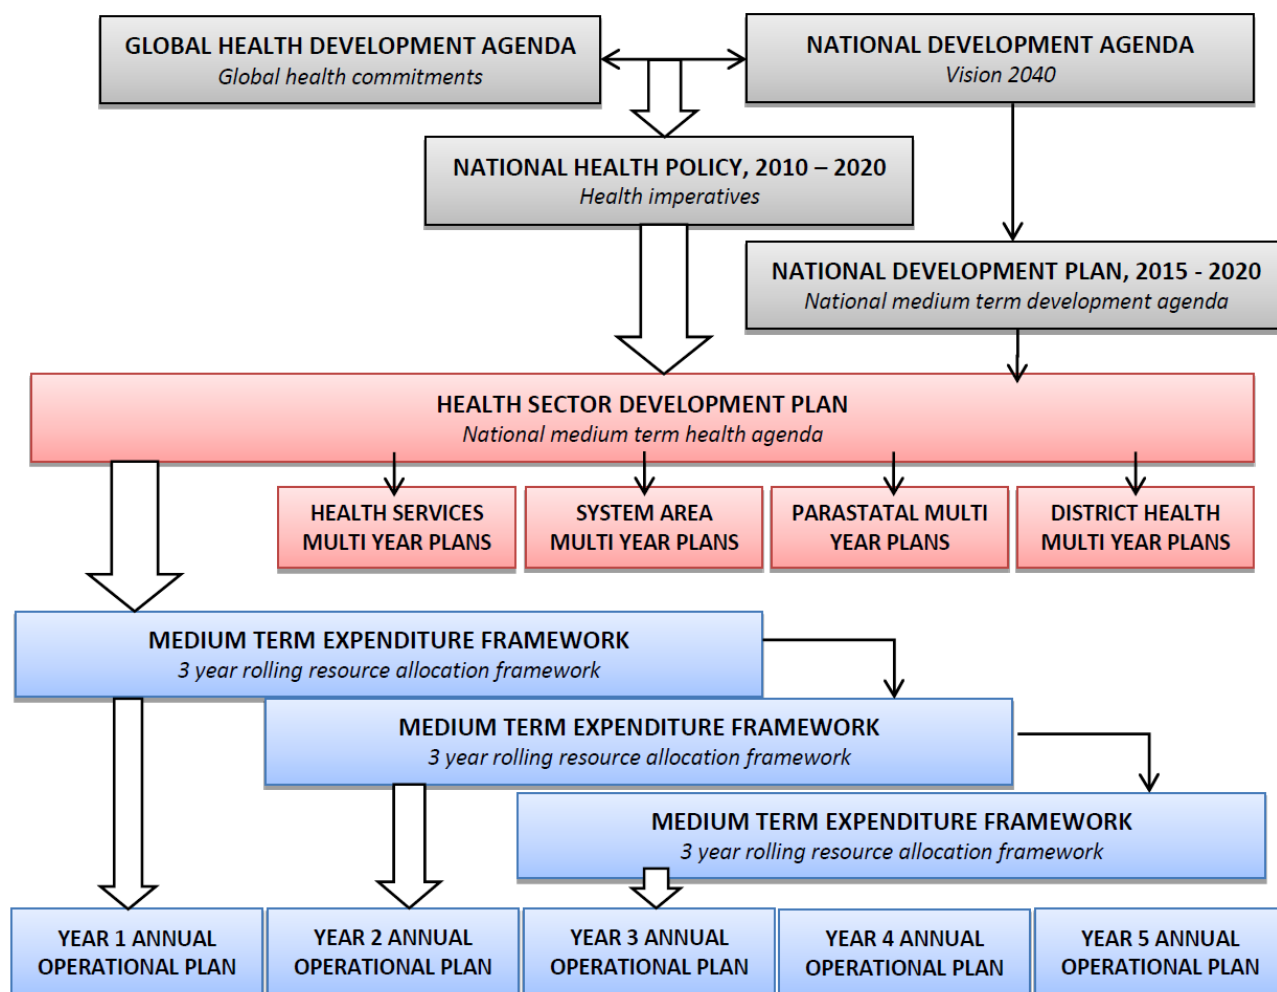 GLOBAL HEALTH DEVELOPMENT AGENDA
Global health commitments
NATIONAL DEVELOPMENT AGENDA
Vision 2040
NATIONAL HEALTH POLICY, 2010 – 2020
Health imperatives
NATIONAL DEVELOPMENT PLAN, 2015 - 2020
National medium term development agenda
HEALTH SECTOR DEVELOPMENT PLAN
National medium term health agenda
HEALTH SERVICES
MULTI YEAR PLANS
SYSTEM AREA
MULTI YEAR PLANS
PARASTATAL MULTI
YEAR PLANS
DISTRICT HEALTH
MULTI YEAR PLANS
MEDIUM TERM EXPENDITURE FRAMEWORK
3 year rolling resource allocation framework
MEDIUM TERM EXPENDITURE FRAMEWORK
3 year rolling resource allocation framework
MEDIUM TERM EXPENDITURE FRAMEWORK
3 year rolling resource allocation framework
YEAR 1 ANNUAL
OPERATIONAL PLAN
YEAR 2 ANNUAL
OPERATIONAL PLAN
YEAR 3 ANNUAL
OPERATIONAL PLAN
YEAR 4 ANNUAL
OPERATIONAL PLAN
YEAR 5 ANNUAL
OPERATIONAL PLAN